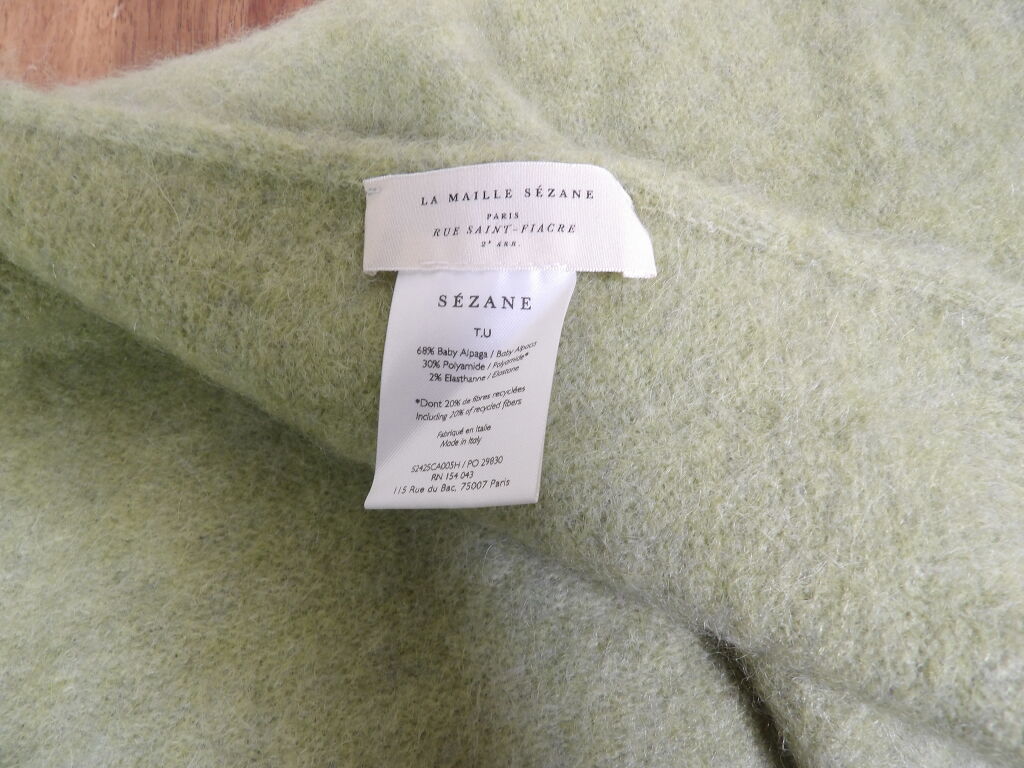 LA MAILLE SÉZANE
PARIS
RUE SAINT-FIACRE
2e ARR.
SÉZANE
T.U
68% Baby Alpaga / Baby Alpaca
30% Polyamide / Polyamide*
2% Elasthanne / Elastane
*Dont 20% de fibres recyclées
Including 20% of recycled fibers
Fabriqué en Italie
Made in Italy
S242SCA005H / PO 29830
RN 154 043
115 Rue du Bac, 75007 Paris